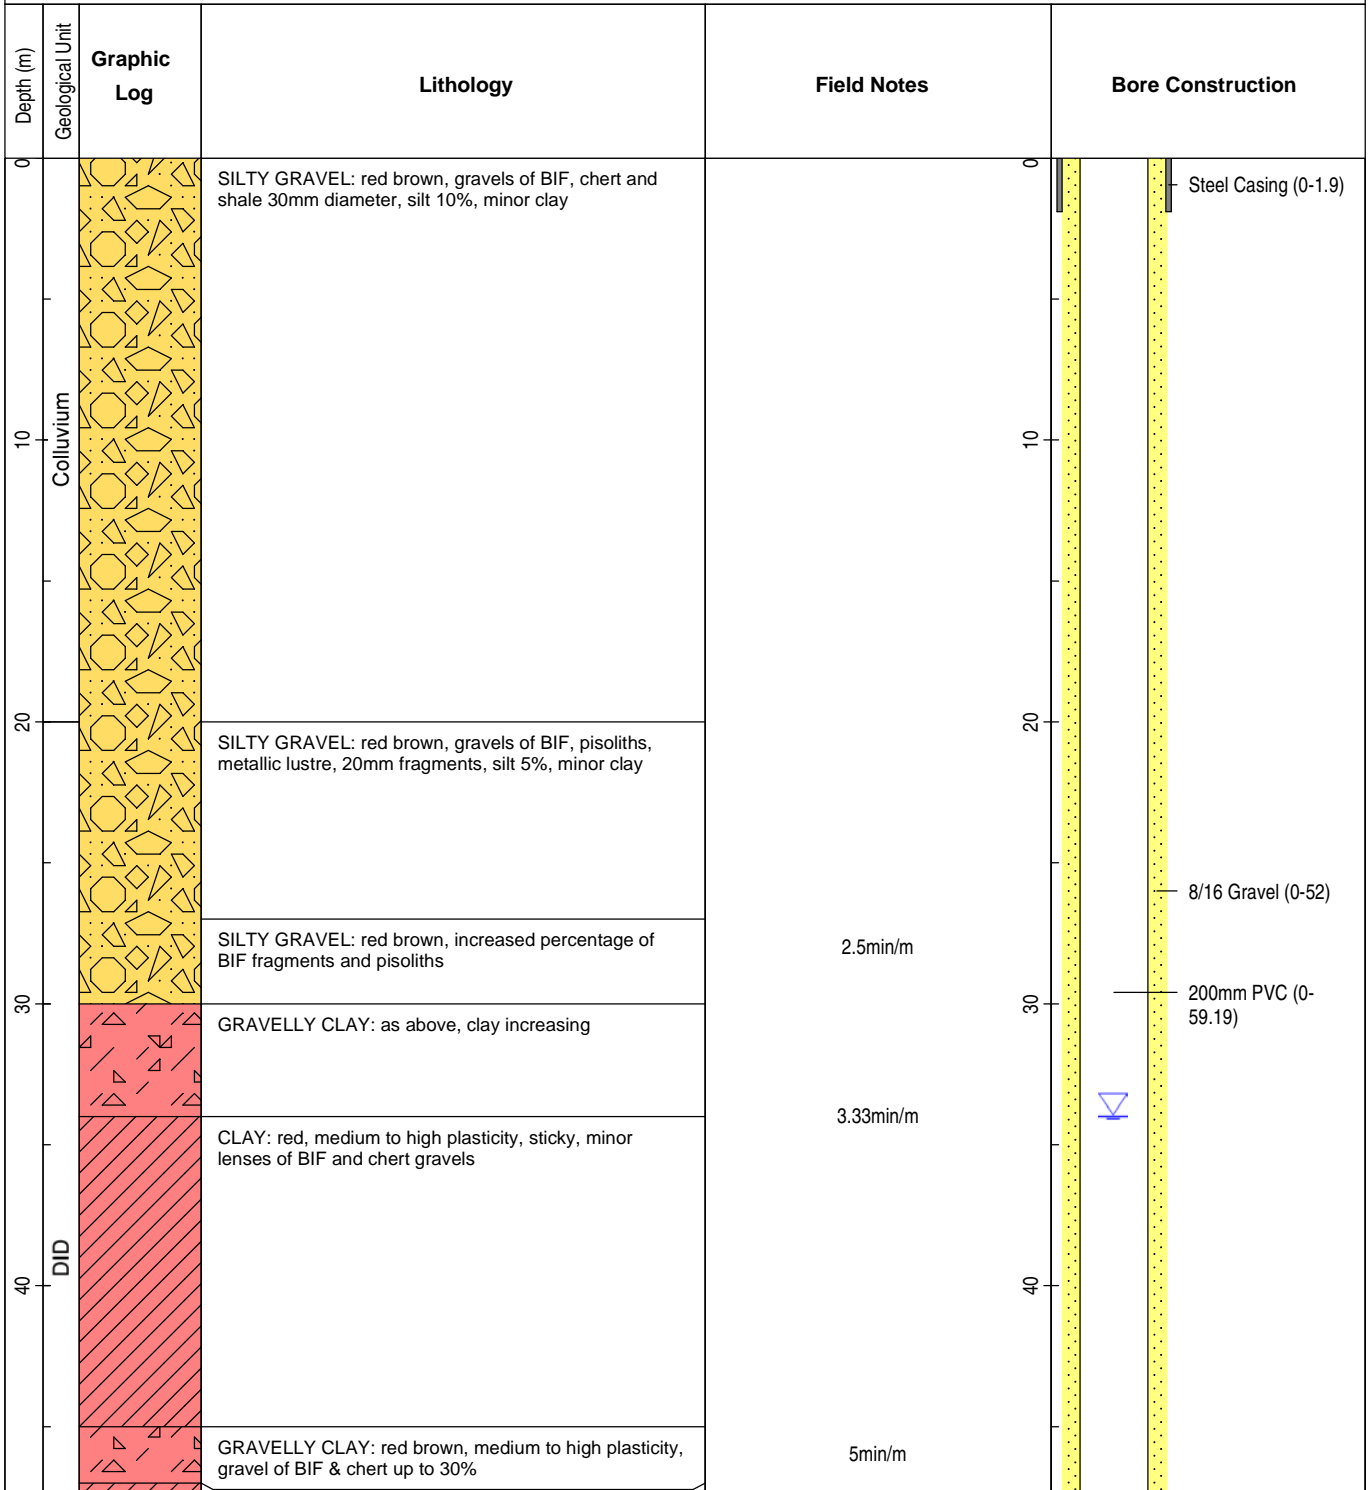 Depth (m)
Geological Unit
Graphic
Log
Lithology
Field Notes
Bore Construction
0
SILTY GRAVEL: red brown, gravels of BIF, chert and
shale 30mm diameter, silt 10%, minor clay
0
Steel Casing (0-1.9)
Colluvium
10
10
20
SILTY GRAVEL: red brown, gravels of BIF, pisoliths,
metallic lustre, 20mm fragments, silt 5%, minor clay
20
8/16 Gravel (0-52)
SILTY GRAVEL: red brown, increased percentage of
BIF fragments and pisoliths
2.5min/m
200mm PVC (0-
59.19)
30
GRAVELLY CLAY: as above, clay increasing
30
3.33min/m
CLAY: red, medium to high plasticity, sticky, minor
lenses of BIF and chert gravels
DID
40
40
GRAVELLY CLAY: red brown, medium to high plasticity,
gravel of BIF & chert up to 30%
5min/m